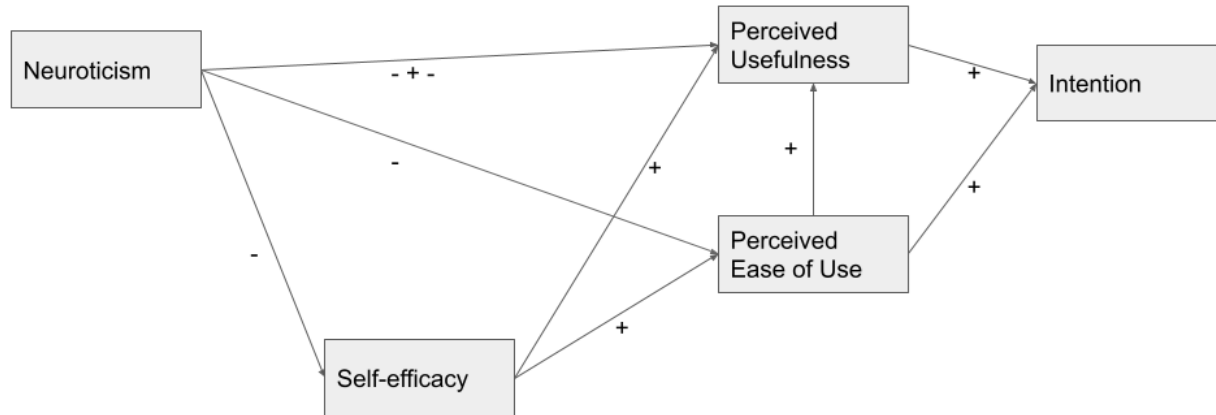 Perceived
Usefulness
Neuroticism
- + -
+
Intention
-
+
+
+
Perceived
Ease of Use
-
+
Self-efficacy